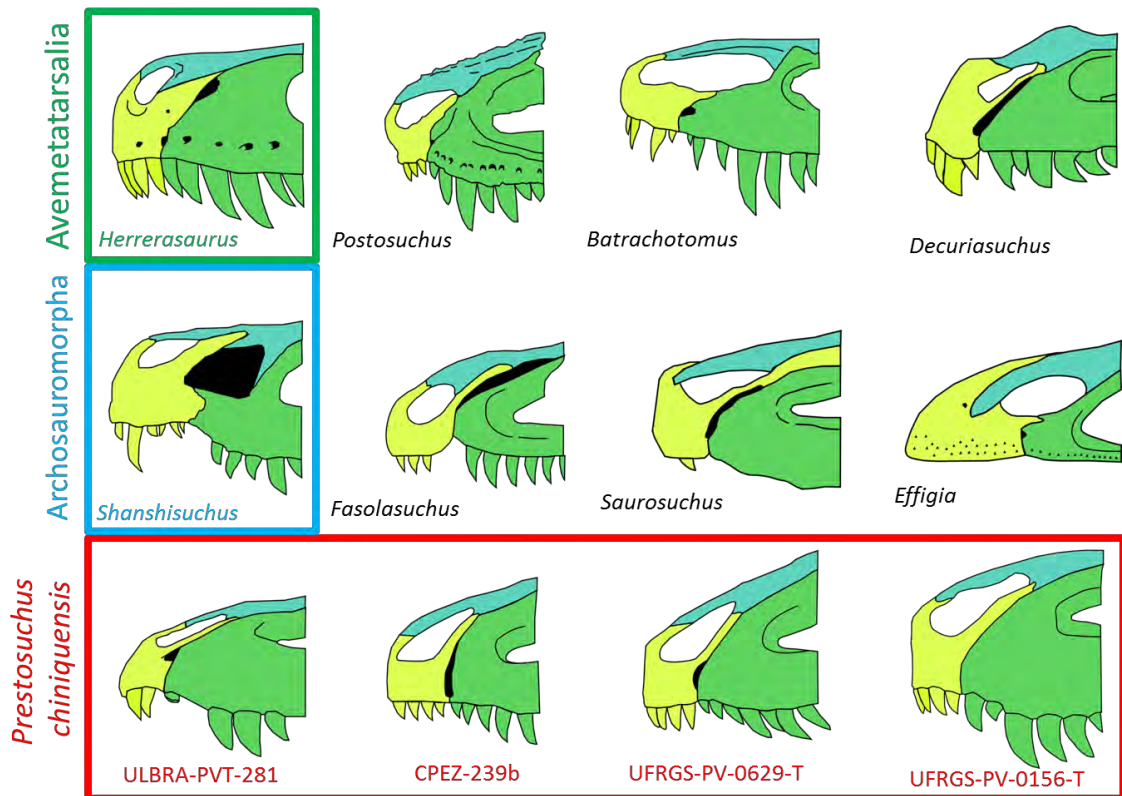 Avemetatarsalia
Herrerasaurus
Postosuchus
Batrachotomus
Decuriasuchus
Archosauromorpha
Shanshisuchus
Fasolasuchus
Saurosuchus
Effigia
Prestosuchus
chiniquensis
ULBRA-PVT-281
CPEZ-239b
UFRGS-PV-0629-T
UFRGS-PV-0156-T